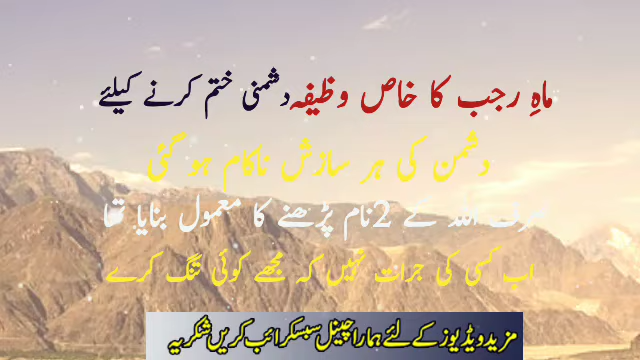 ماہِ رجب کا خاص وظیفہ دشمنی ختم کرنے کیلئے
دشمن کی ہر سازش ناکام ہو گئی
صرف اللہ کے 2 نام پڑھنے کا معمول بنایا تھا
اب کسی کی جرات نہیں کہ مجھے کوئی تنگ کرے
مزید ویڈیوز کے لئے ہمارا چینل سبسکرائب کریں شکریہ